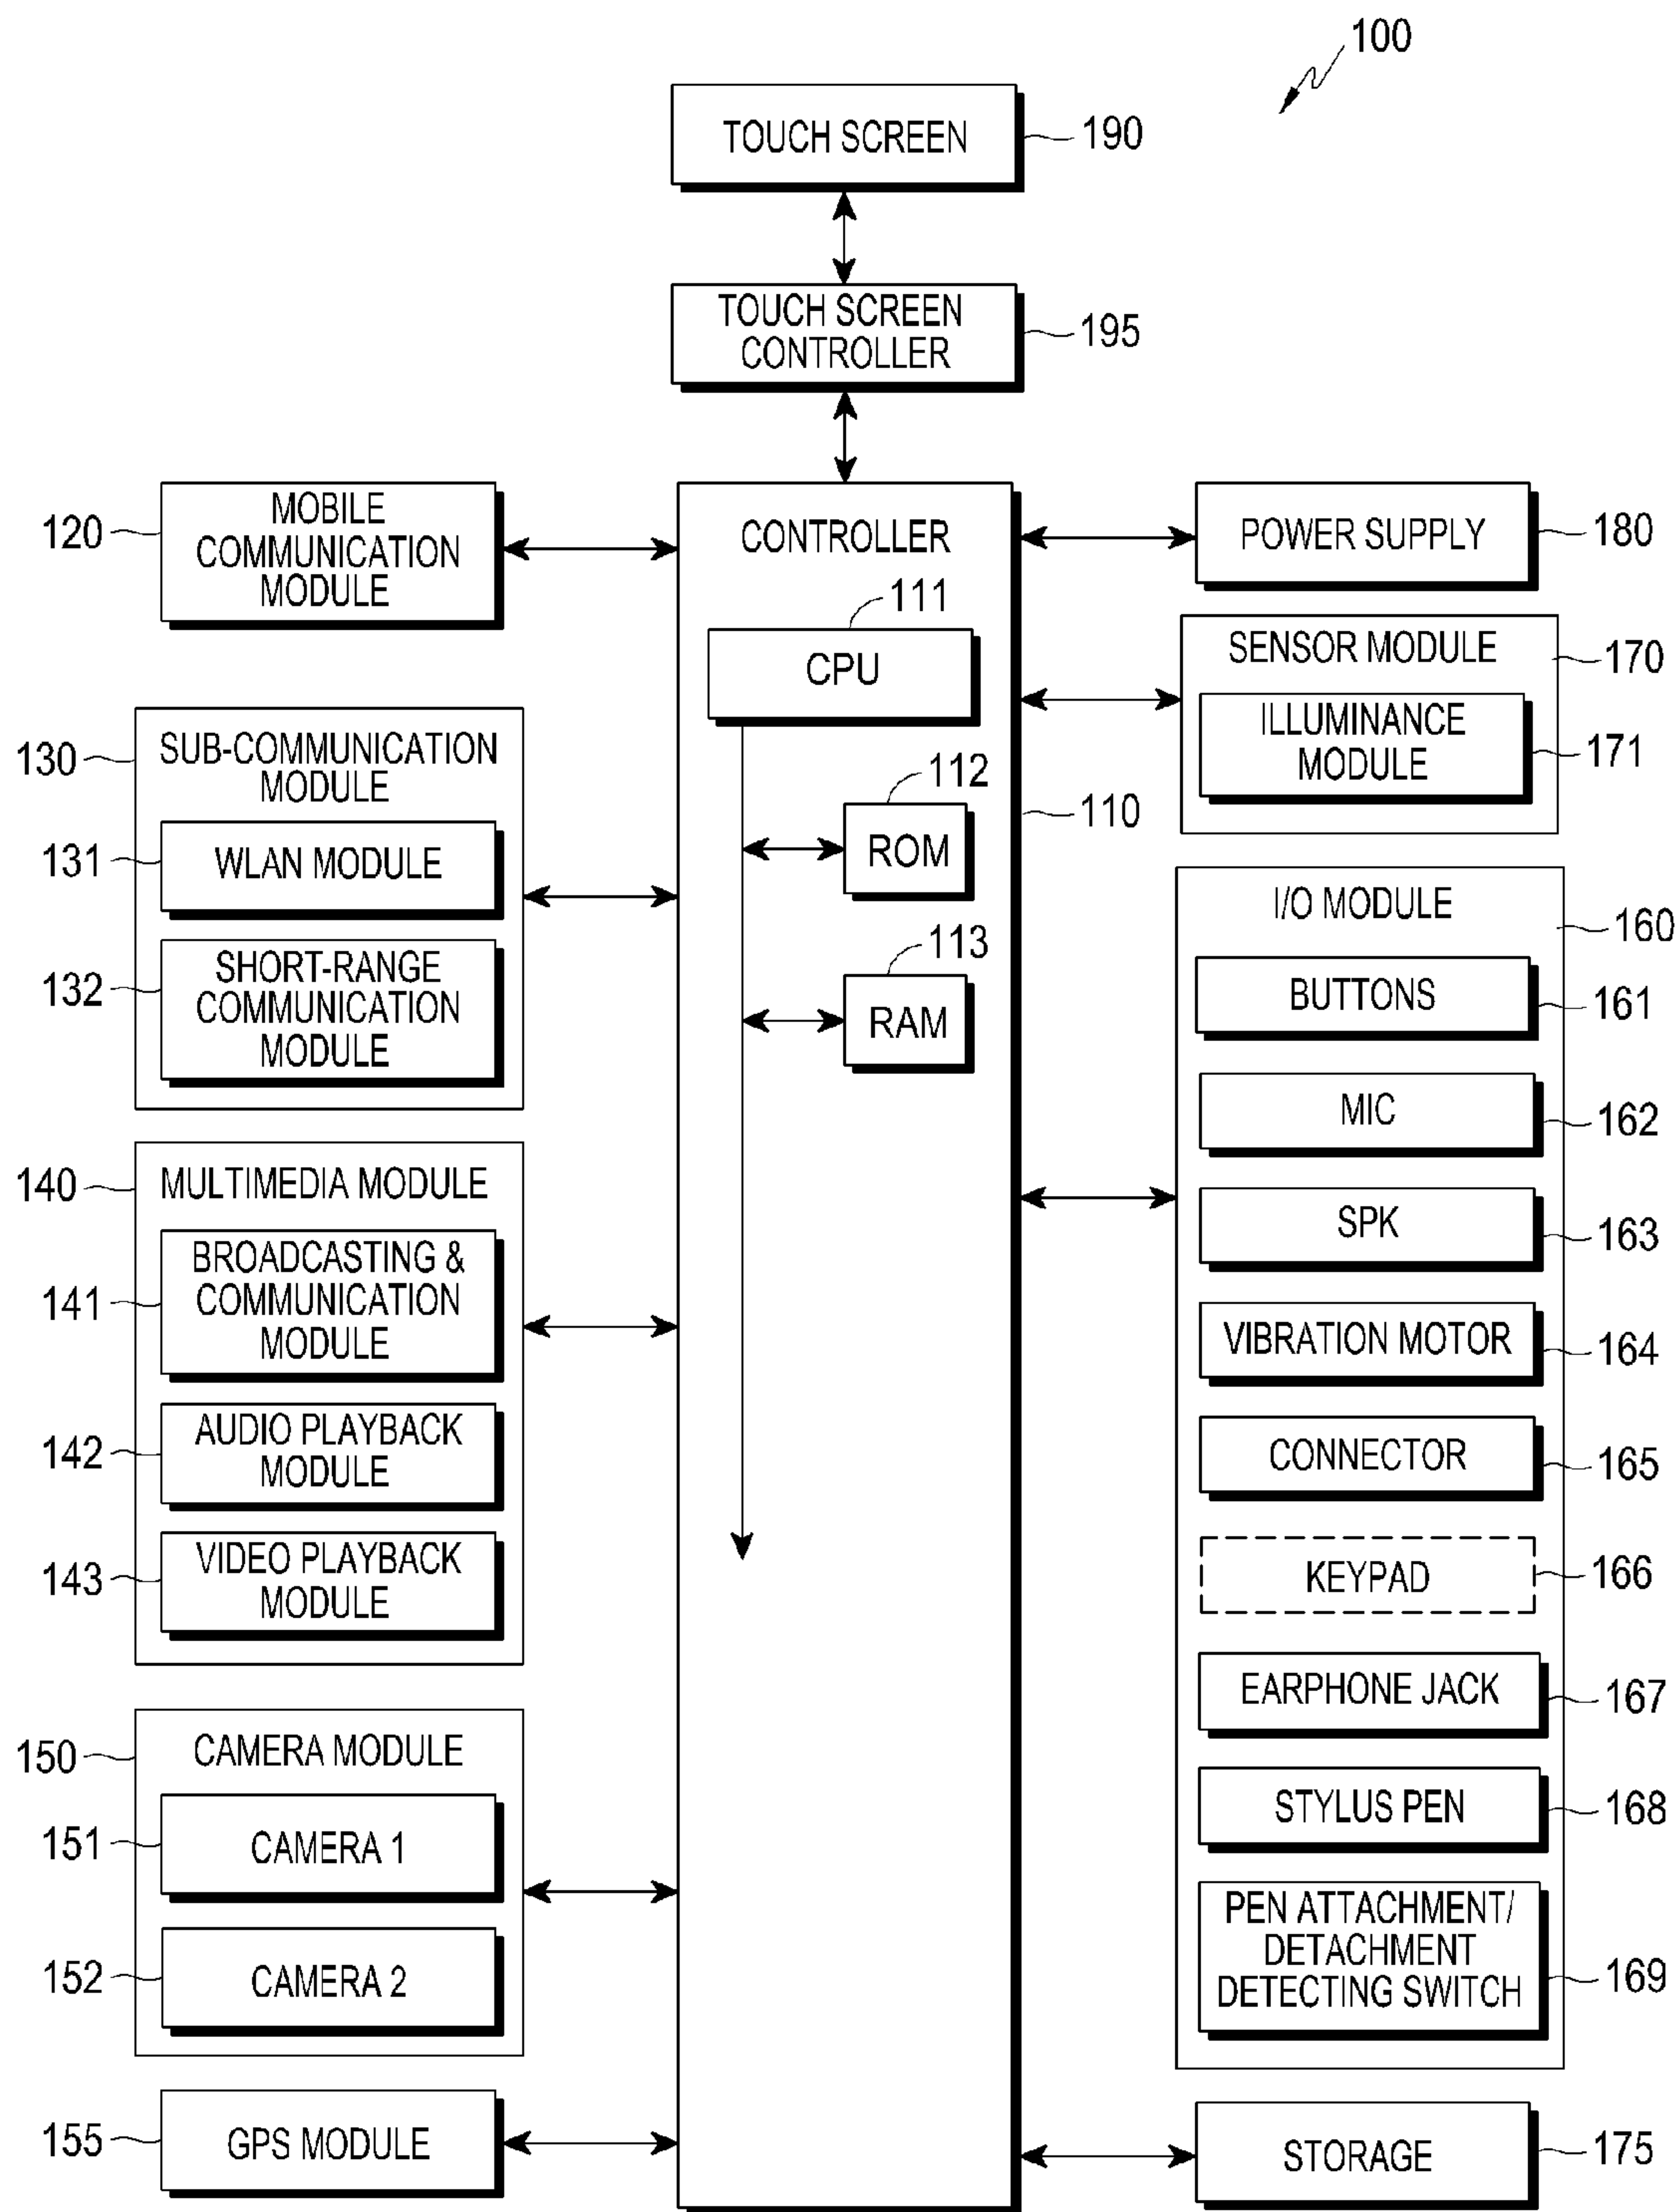 100
TOUCH SCREEN
190
TOUCH SCREEN
CONTROLLER
195
120
MOBILE
COMMUNICATION
MODULE
130
SUB-COMMUNICATION
MODULE
131
WLAN MODULE
132
SHORT-RANGE
COMMUNICATION
MODULE
140
MULTIMEDIA MODULE
141
BROADCASTING &
COMMUNICATION
MODULE
142
AUDIO PLAYBACK
MODULE
143
VIDEO PLAYBACK
MODULE
150
CAMERA MODULE
151
CAMERA 1
152
CAMERA 2
155
GPS MODULE
CONTROLLER
111
CPU
112
ROM
113
RAM
110
POWER SUPPLY
180
SENSOR MODULE
170
ILLUMINANCE
MODULE
171
I/O MODULE
160
BUTTONS
161
MIC
162
SPK
163
VIBRATION MOTOR
164
CONNECTOR
165
KEYPAD
166
EARPHONE JACK
167
STYLUS PEN
168
PEN ATTACHMENT/
DETACHMENT
DETECTING SWITCH
169
STORAGE
175